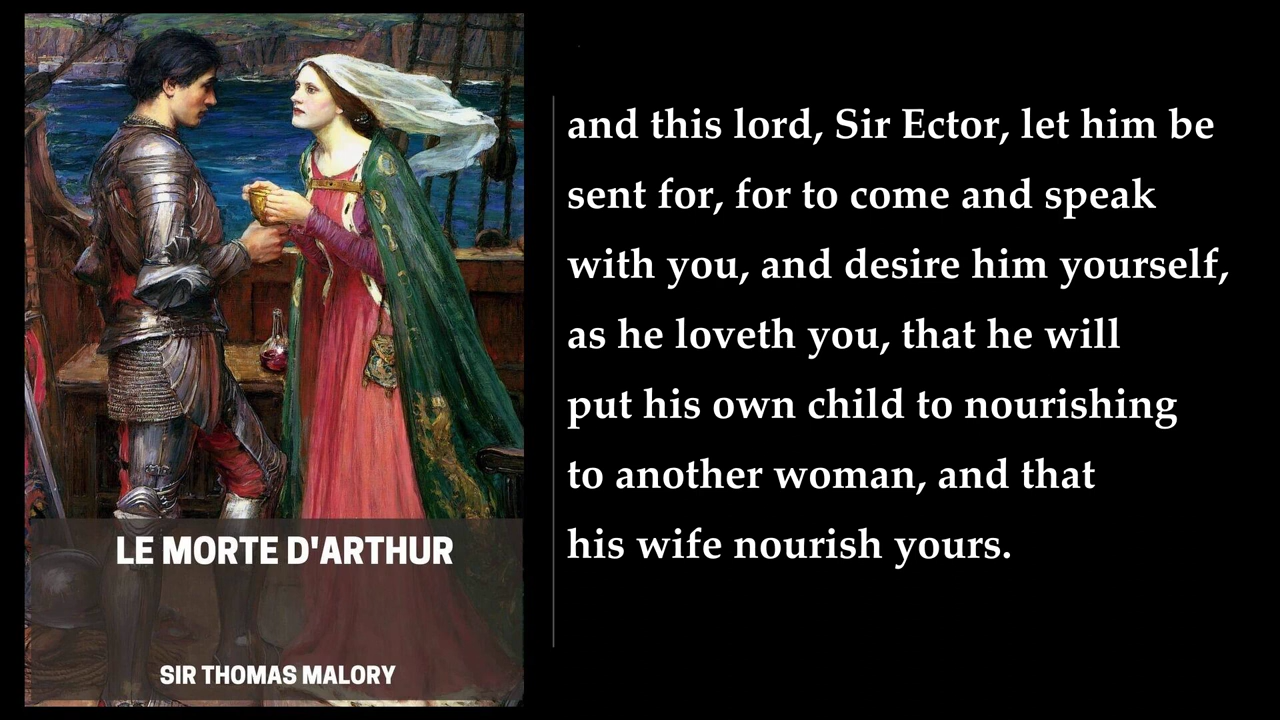 LE MORTE D'ARTHUR
SIR THOMAS MALORY
and this lord, Sir Ector, let him be
sent for, for to come and speak
with you, and desire him yourself,
as he loveth you, that he will
put his own child to nourishing
to another woman, and that
his wife nourish yours.